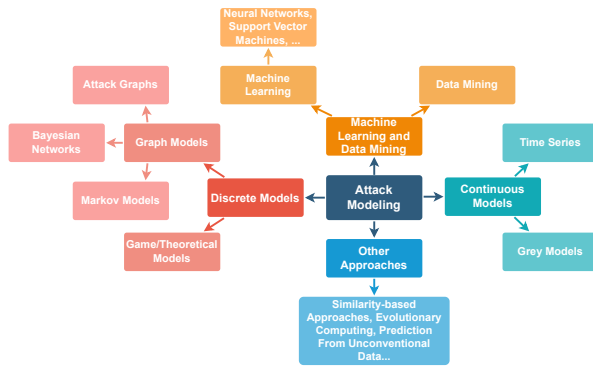 Neural Networks,
Support Vector
Machines, ...
Attack Graphs
Machine
Learning
Data Mining
Bayesian
Networks
Graph Models
Machine
Learning and
Data Mining
Time Series
Markov Models
Discrete Models
Attack
Modeling
Continuous
Models
Game/Theoretical
Models
Other
Approaches
Grey Models
Similarity-based
Approaches, Evolutionary
Computing, Prediction
From Unconventional
Data...